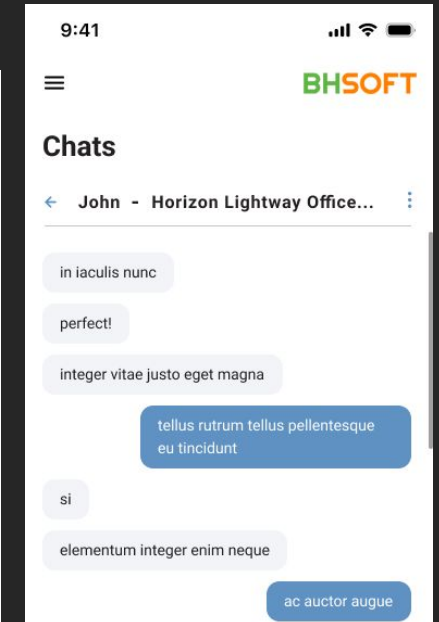 9:41
BHSOFT
Chats
John - Horizon Lightway Office...
in iaculis nunc
perfect!
integer vitae justo eget magna
tellus rutrum tellus pellentesque
eu tincidunt
si
elementum integer enim neque
ac auctor augue